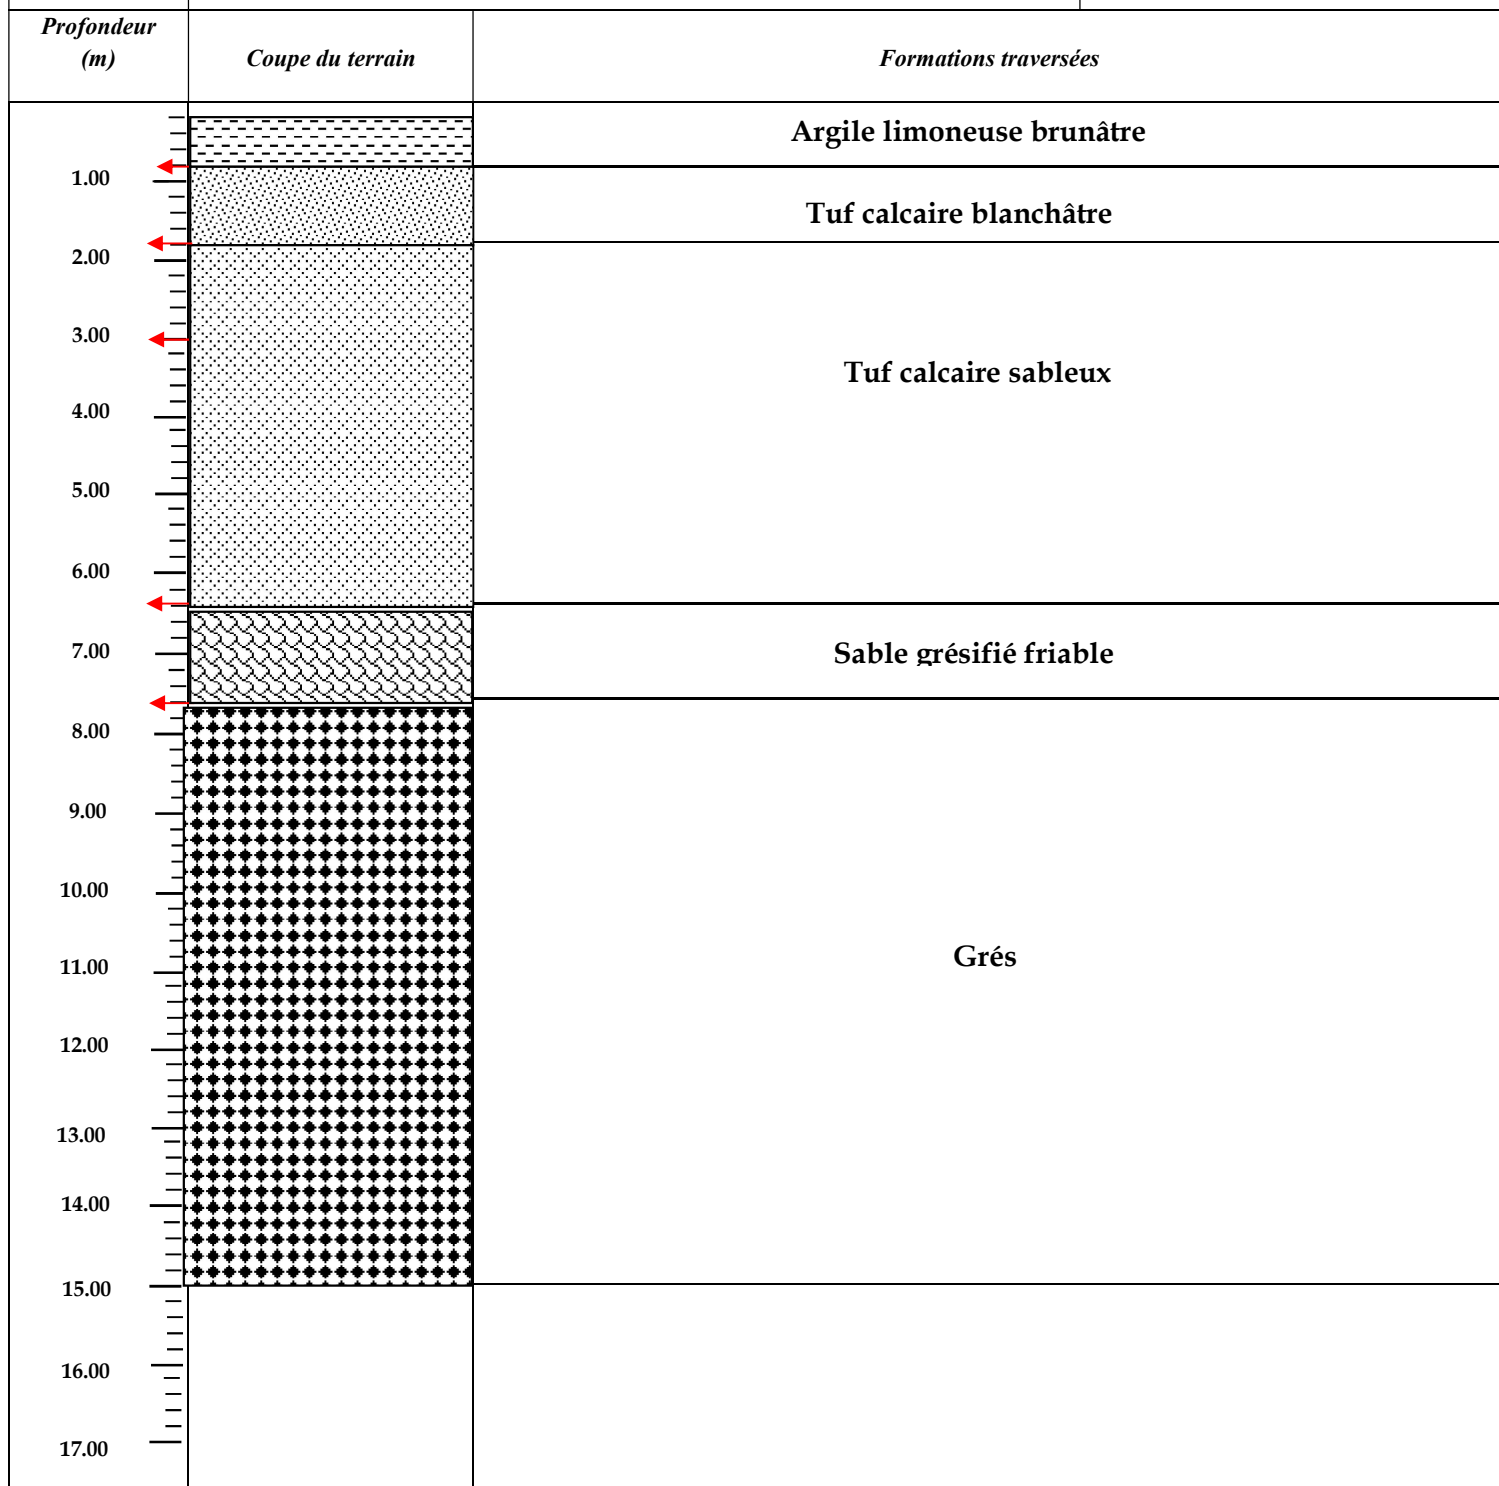 Profondeur
(m)
Coupe du terrain
Formations traversées
Argile limoneuse brunâtre
1.00
Tuf calcaire blanchâtre
2.00
3.00
Tuf calcaire sableux
4.00
5.00
6.00
7.00
Sable grésifié friable
8.00
9.00
10.00
11.00
Grés
12.00
13.00
14.00
15.00
16.00
17.00